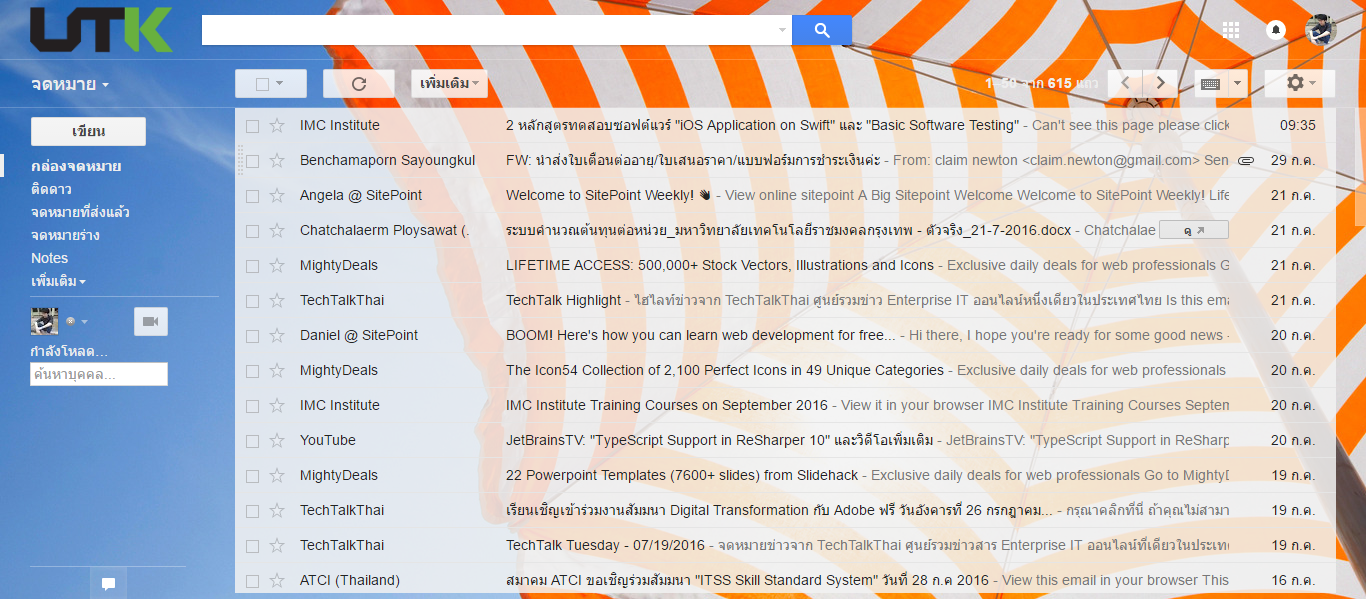 UTK
จดหมาย
เพิ่มเติม
1–50 จาก 615 แถว
เขียน
กล่องจดหมาย
ติดดาว
จดหมายที่ส่งแล้ว
จดหมายร่าง
Notes
เพิ่มเติม
กำลังโหลด...
ค้นหาบุคคล...
IMC Institute 2 หลักสูตรทดสอบซอฟต์แวร์ "iOS Application on Swift" และ "Basic Software Testing" - Can't see this page please click 09:35
Benchamaporn Sayoungkul FW: นำส่งใบเตือนต่ออายุ/ใบเสนอราคา/แบบฟอร์มการชำระเงินค่ะ - From: claim newton <claim.newton@gmail.com> Sen 29 ก.ค.
Angela @ SitePoint Welcome to SitePoint Weekly! 👋 - View online sitepoint A Big Sitepoint Welcome Welcome to SitePoint Weekly! Life 21 ก.ค.
Chatchalaerm Ploysawat (. ระบบคำนวณต้นทุนต่อหน่วย_มหาวิทยาลัยเทคโนโลยีราชมงคลกรุงเทพ - ตัวจริง_21-7-2016.docx - Chatchalae ดู 21 ก.ค.
MightyDeals LIFETIME ACCESS: 500,000+ Stock Vectors, Illustrations and Icons - Exclusive daily deals for web professionals G 21 ก.ค.
TechTalkThai TechTalk Highlight - ไฮไลท์ข่าวจาก TechTalkThai ศูนย์รวมข่าว Enterprise IT ออนไลน์หนึ่งเดียวในประเทศไทย Is this ema 21 ก.ค.
Daniel @ SitePoint BOOM! Here's how you can learn web development for free... - Hi there, I hope you're ready for some good news - 20 ก.ค.
MightyDeals The Icon54 Collection of 2,100 Perfect Icons in 49 Unique Categories - Exclusive daily deals for web professionals 20 ก.ค.
IMC Institute IMC Institute Training Courses on September 2016 - View it in your browser IMC Institute Training Courses Septem 20 ก.ค.
YouTube JetBrainsTV: "TypeScript Support in ReSharper 10" และวิดีโอเพิ่มเติม - JetBrainsTV: "TypeScript Support in ReSharp 20 ก.ค.
MightyDeals 22 Powerpoint Templates (7600+ slides) from Slidehack - Exclusive daily deals for web professionals Go to MightyD 19 ก.ค.
TechTalkThai เรียนเชิญเข้าร่วมงานสัมมนา Digital Transformation กับ Adobe ฟรี วันอังคารที่ 26 กรกฎาคม... - กรุณาคลิกที่นี่ ถ้าคุณไม่สามา 19 ก.ค.
TechTalkThai TechTalk Tuesday - 07/19/2016 - จดหมายข่าวจาก TechTalkThai ศูนย์รวมข่าวสาร Enterprise IT ออนไลน์ที่เดียวในประเทศ 19 ก.ค.
ATCI (Thailand) สมาคม ATCI ขอเชิญร่วมสัมมนา "ITSS Skill Standard System" วันที่ 28 ก.ค 2016 - View this email in your browser This 16 ก.ค.